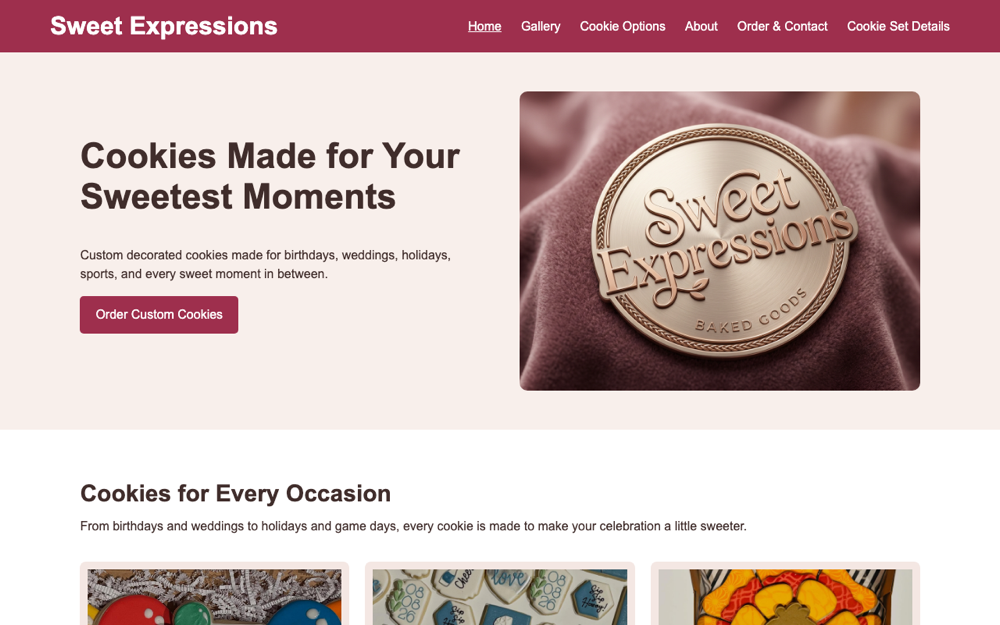 Sweet Expressions
Home Gallery Cookie Options About Order & Contact Cookie Set Details
Cookies Made for Your
Sweetest Moments
Custom decorated cookies made for birthdays, weddings, holidays,
sports, and every sweet moment in between.
Order Custom Cookies
Sweet
Expressions
BAKED GOODS
Cookies for Every Occasion
From birthdays and weddings to holidays and game days, every cookie is made to make your celebration a little sweeter.
love